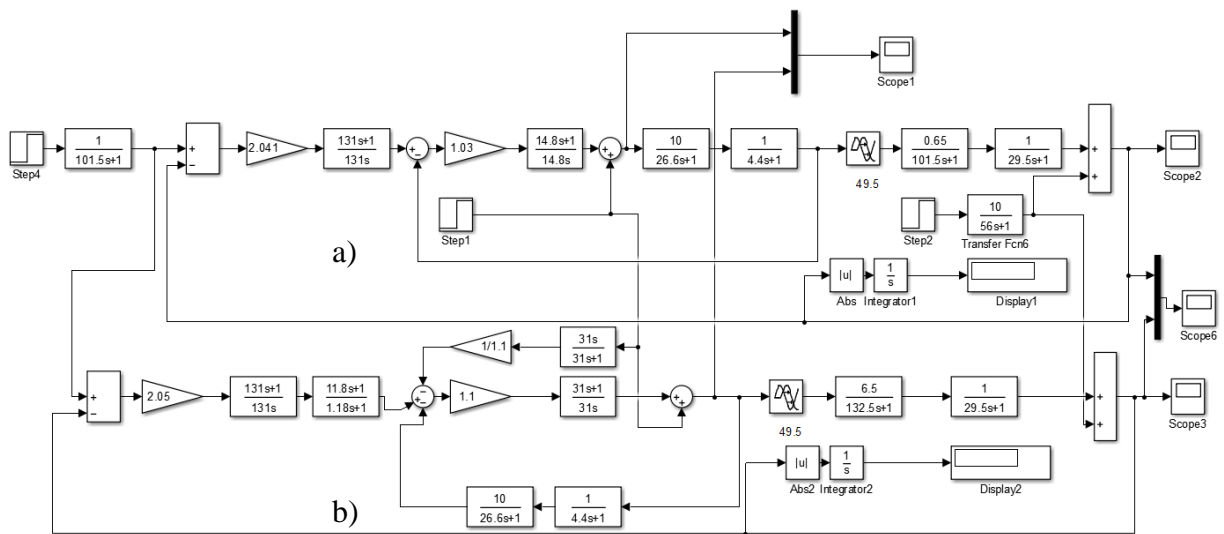 Scope1
Step4
1
101.5s+1
+
−
2.041
131s+1
131s
+
−
1.03
14.8s+1
14.8s
+
+
10
26.6s+1
1
4.4s+1
49.5
0.65
101.5s+1
1
29.5s+1
+
+
Scope2
Step1
a)
Step2
10
56s+1
Transfer Fcn6
|u|
Abs
1
s
Integrator1
Display1
Scope6
1/1.1
31s
31s+1
+
−
2.05
131s+1
131s
11.8s+1
1.18s+1
−
+
−
1.1
31s+1
31s
+
+
49.5
6.5
132.5s+1
1
29.5s+1
+
+
Scope3
|u|
Abs2
1
s
Integrator2
Display2
b)
10
26.6s+1
1
4.4s+1